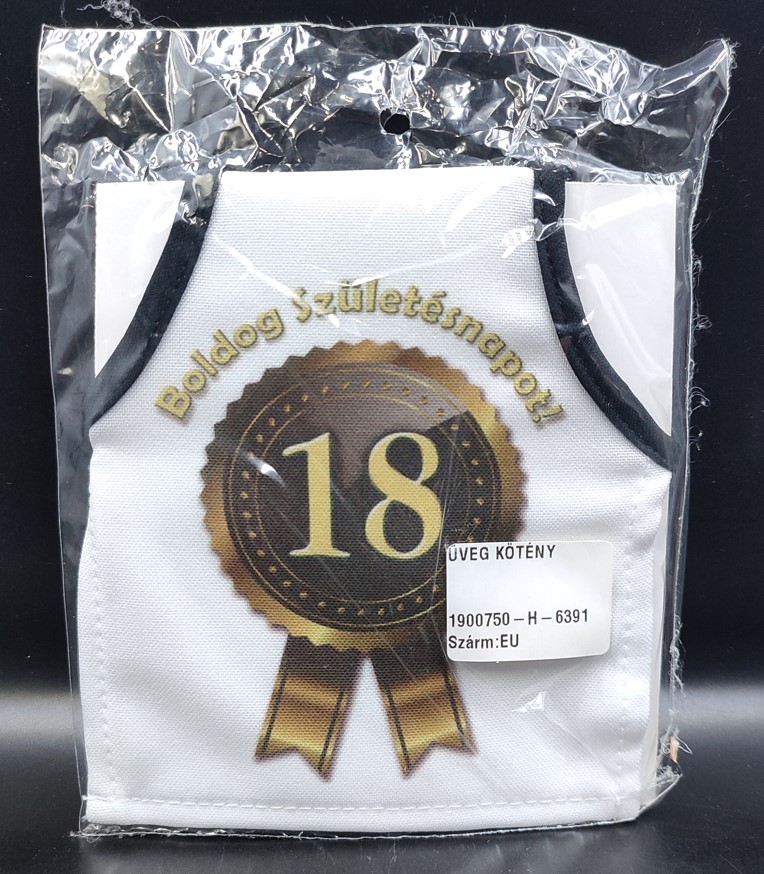 Boldog Születésnapot!
18
ÜVEG KÖTÉNY
1900750-H-6391
Szárm:EU